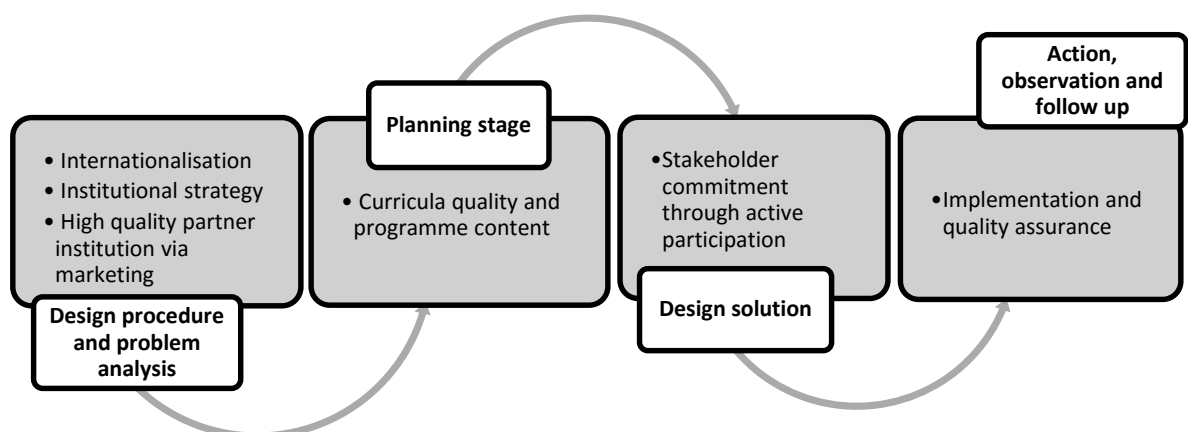 • Internationalisation
• Institutional strategy
• High quality partner
institution via
marketing
Design procedure
and problem
analysis
Planning stage
• Curricula quality and
programme content
•Stakeholder
commitment
through active
participation
Design solution
Action,
observation and
follow up
•Implementation and
quality assurance